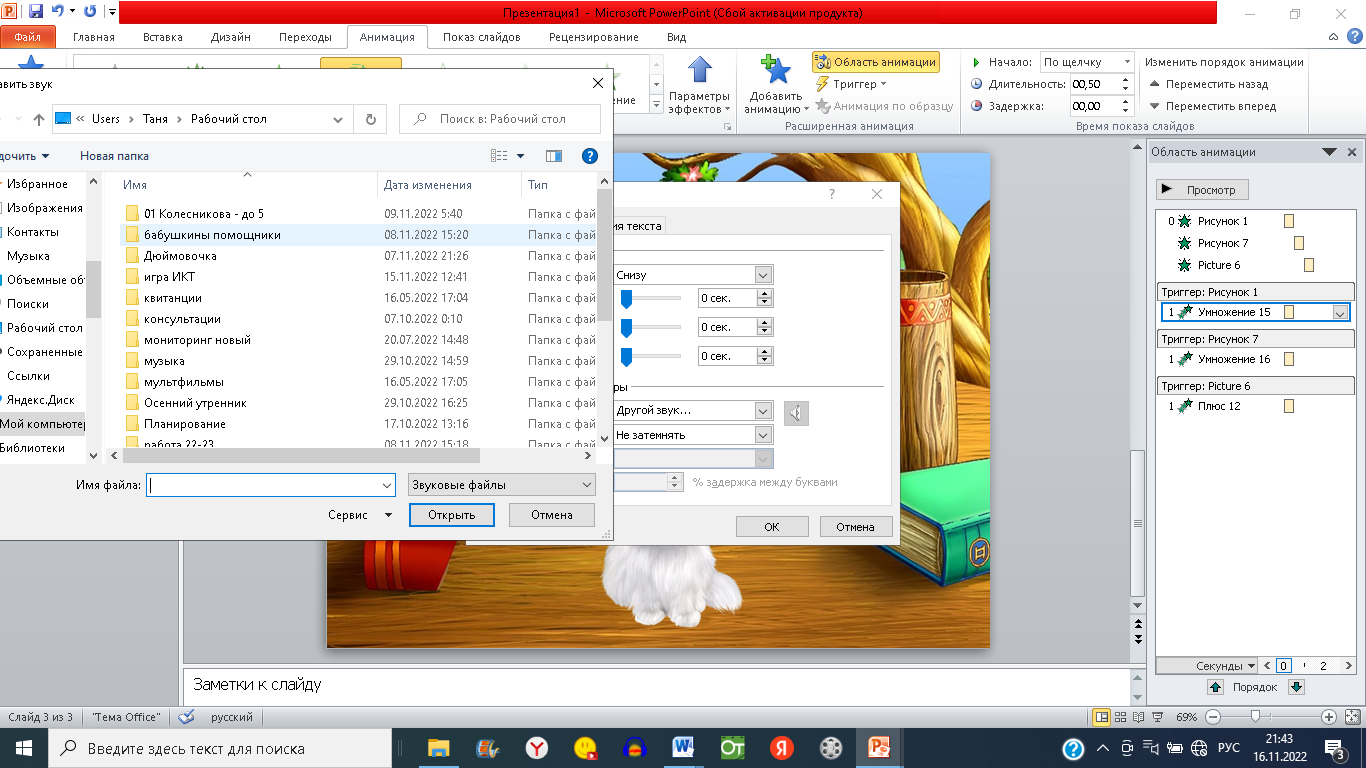 Презентация1 - Microsoft PowerPoint (Сбой активации продукта)
Файл Главная Вставка Дизайн Переходы Анимация Показ слайдов Рецензирование Вид
Параметры эффектов
Добавить анимацию
Область анимации
Триггер
Анимация по образцу
Расширенная анимация
Начало: По щелчку
Длительность: 00,50
Задержка: 00,00
Изменить порядок анимации
Переместить назад
Переместить вперед
Время показа слайдов
авить звук
Users Таня Рабочий стол
Поиск в: Рабочий стол
дочить Новая папка
Имя Дата изменения Тип
Избранное
Изображения
Контакты
Музыка
Объемные об
Поиски
Рабочий стол
Сохраненные
Ссылки
Яндекс.Диск
Мой компьюте
Библиотеки
01 Колесникова - до 5 09.11.2022 5:40 Папка с фай
бабушкины помощники 08.11.2022 15:20 Папка с фай
Дюймовочка 07.11.2022 21:26 Папка с фай
игра ИКТ 15.11.2022 12:41 Папка с фай
квитанции 16.05.2022 17:04 Папка с фай
консультации 07.10.2022 0:10 Папка с фай
мониторинг новый 20.07.2022 14:48 Папка с фай
музыка 29.10.2022 14:59 Папка с фай
мультфильмы 16.05.2022 17:05 Папка с фай
Осенний утренник 29.10.2022 16:25 Папка с фай
Планирование 17.10.2022 13:16 Папка с фай
работа 22-23 08.11.2022 15:18 Папка с фай
Имя файла: Звуковые файлы
Сервис Открыть Отмена
ия текста
Снизу
0 сек.
0 сек.
0 сек.
ры
Другой звук...
Не затемнять
% задержка между буквами
ОК Отмена
Область анимации
Просмотр
0 Рисунок 1
Рисунок 7
Picture 6
Триггер: Рисунок 1
1 Умножение 15
Триггер: Рисунок 7
1 Умножение 16
Триггер: Picture 6
1 Плюс 12
Секунды 0 2
Порядок
Заметки к слайду
Слайд 3 из 3 "Тема Office" русский 69%
Введите здесь текст для поиска
РУС
21:43
16.11.2022
3